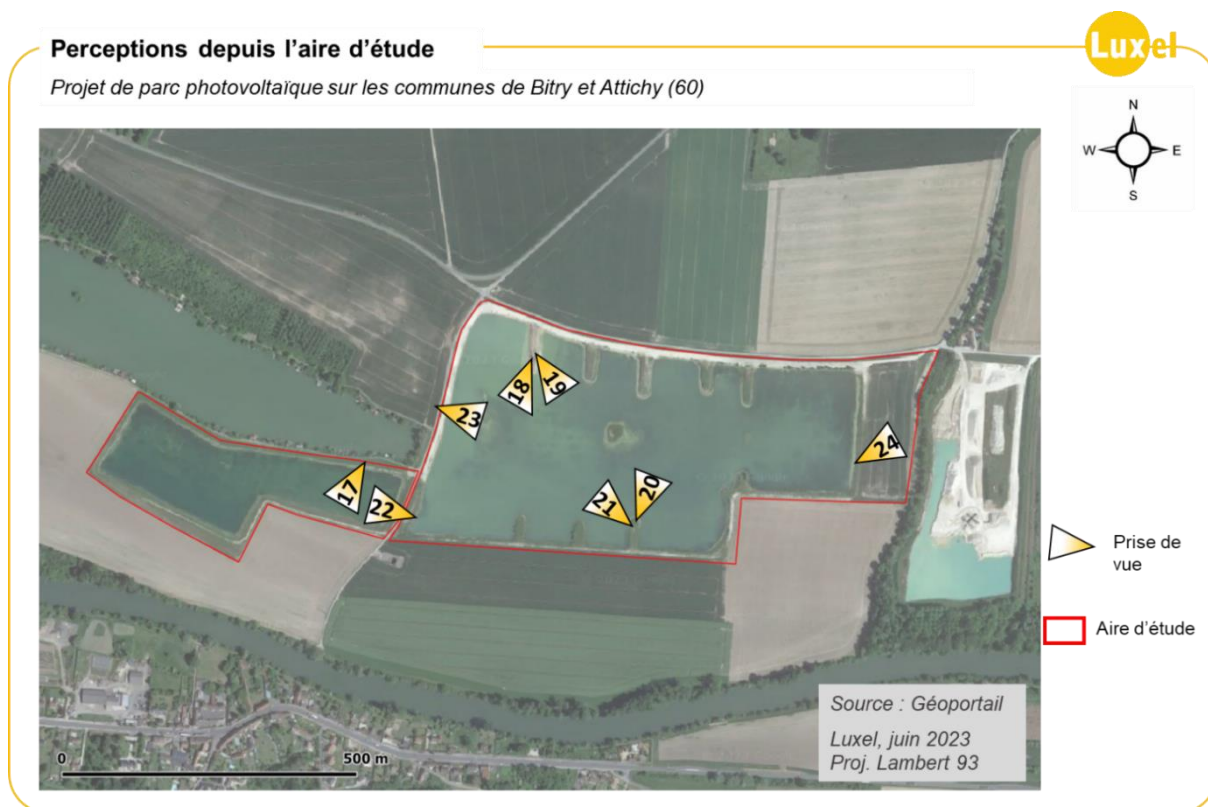 Perceptions depuis l’aire d’étude
Luxel
Projet de parc photovoltaïque sur les communes de Bitry et Attichy (60)
N
W E
S
18
19
23
24
17
22
21
20
Prise de
vue
Aire d’étude
Source : Géoportail
Luxel, juin 2023
Proj. Lambert 93
0 500 m